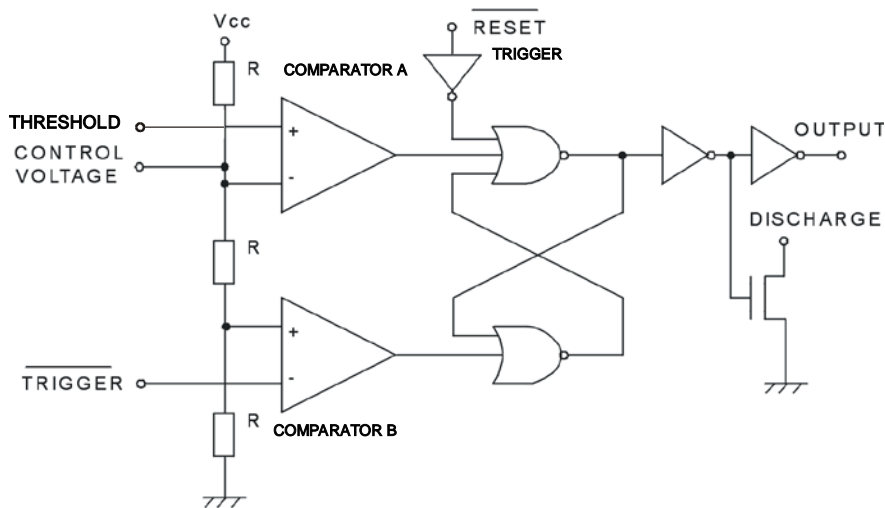 Vcc
RESET
TRIGGER
R
COMPARATOR A
THRESHOLD
+
CONTROL
VOLTAGE
-
OUTPUT
DISCHARGE
R
+
TRIGGER
-
R
COMPARATOR B